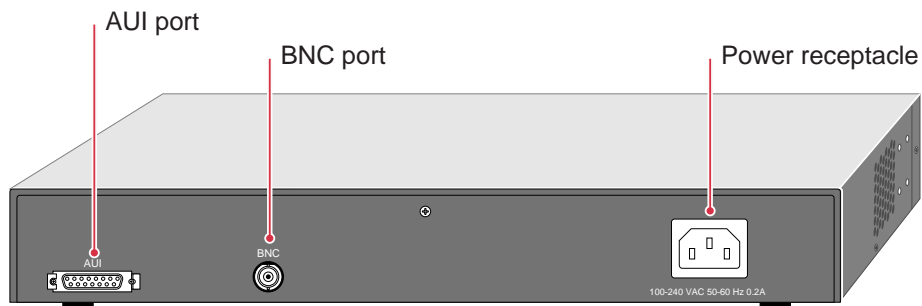 AUI port
BNC port
Power receptacle
AUI
BNC
100-240 VAC 50-60 Hz 0.2A